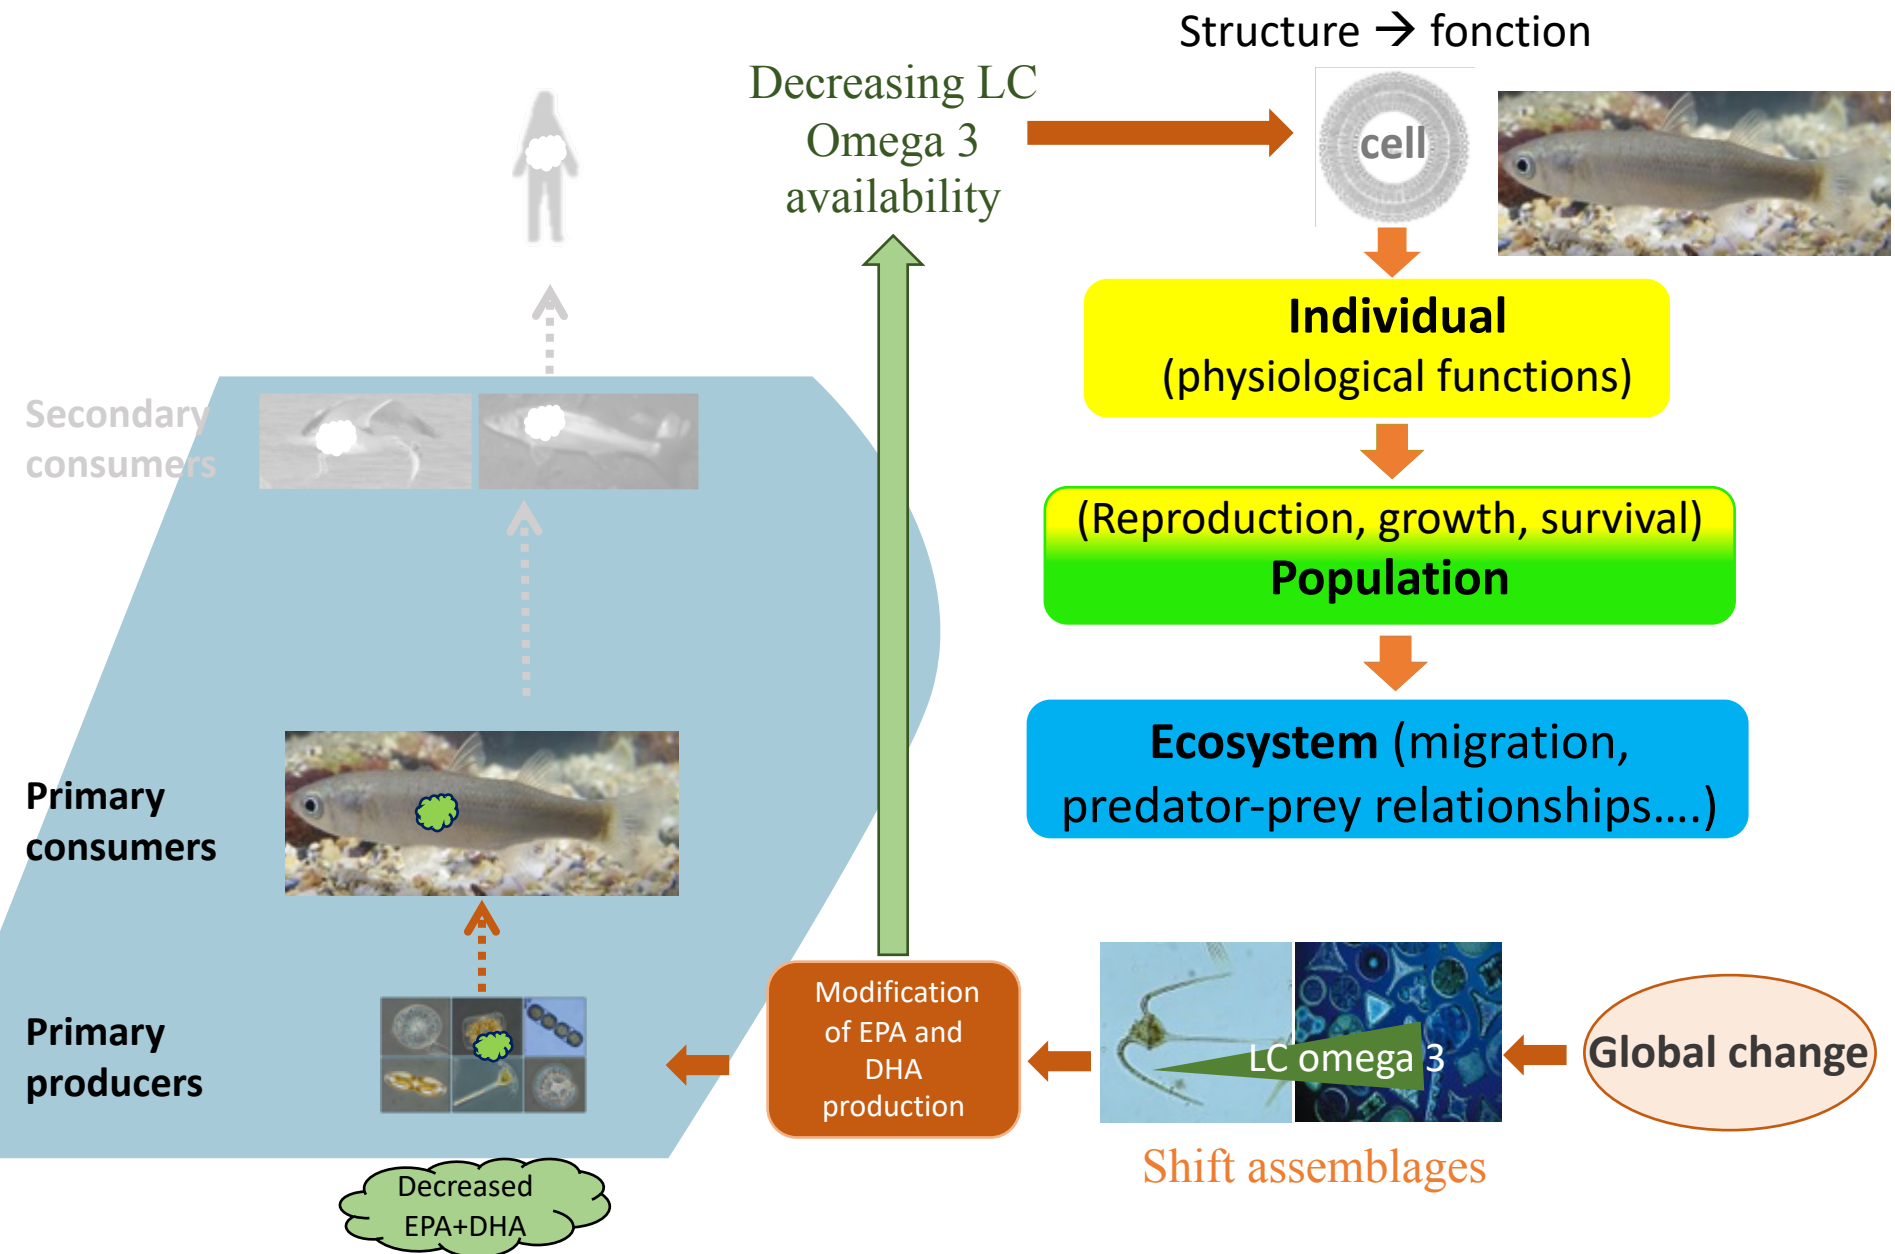 Structure → fonction
Decreasing LC
Omega 3
availability
cell
Individual
(physiological functions)
Secondary
consumers
(Reproduction, growth, survival)
Population
Ecosystem (migration,
predator-prey relationships....)
Primary
consumers
Primary
producers
Modification
of EPA and
DHA
production
LC omega 3
Global change
Shift assemblages
Decreased
EPA+DHA